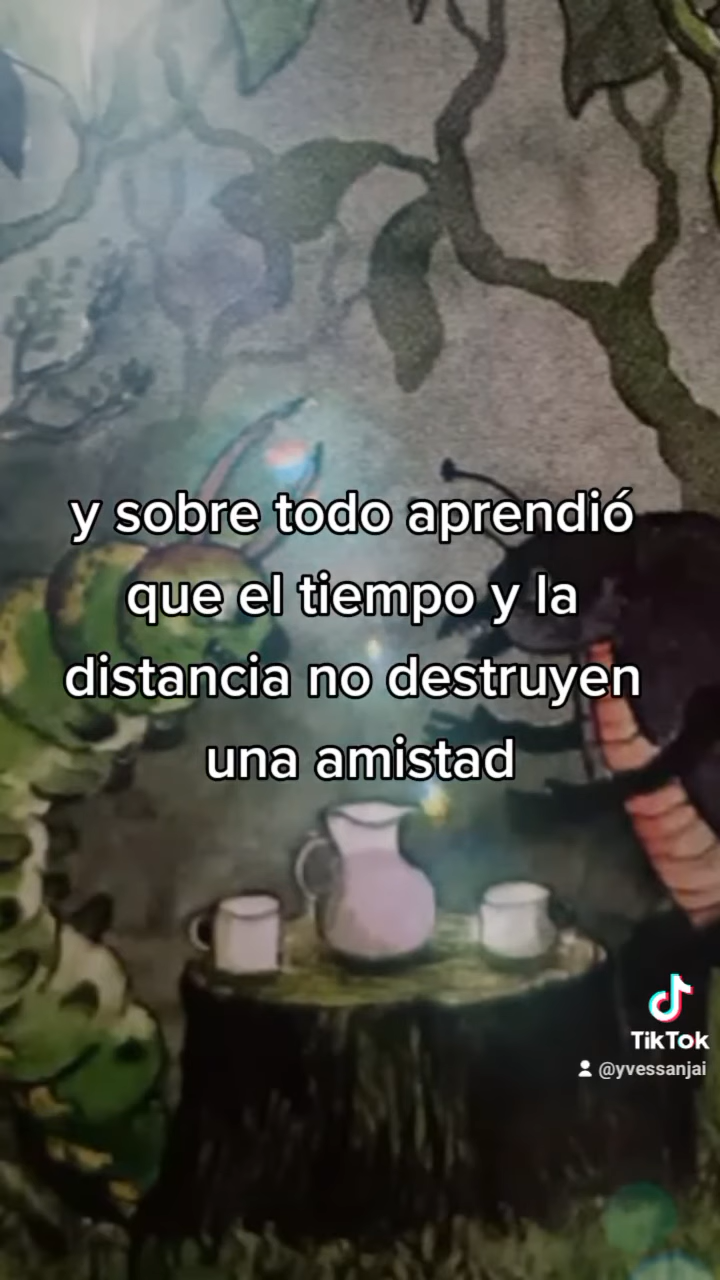 y sobre todo aprendió
que el tiempo y la
distancia no destruyen
una amistad
TikTok
@yvessanjai